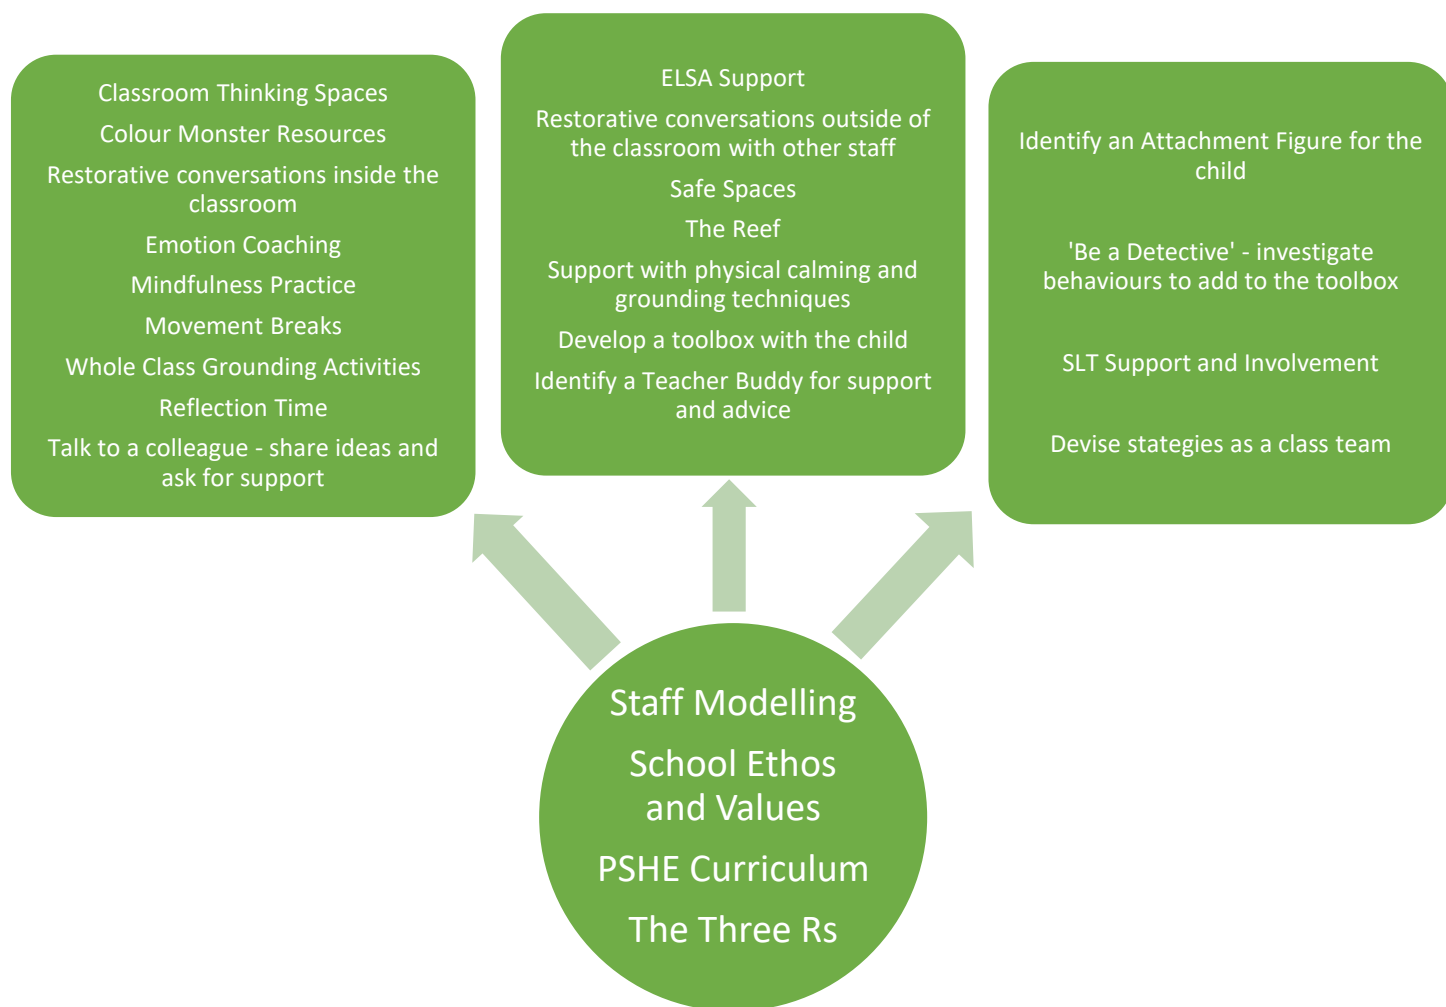 Classroom Thinking Spaces
Colour Monster Resources
Restorative conversations inside the
classroom
Emotion Coaching
Mindfulness Practice
Movement Breaks
Whole Class Grounding Activities
Reflection Time
Talk to a colleague - share ideas and
ask for support
ELSA Support
Restorative conversations outside of
the classroom with other staff
Safe Spaces
The Reef
Support with physical calming and
grounding techniques
Develop a toolbox with the child
Identify a Teacher Buddy for support
and advice
Identify an Attachment Figure for the
child
'Be a Detective' - investigate
behaviours to add to the toolbox
SLT Support and Involvement
Devise stategies as a class team
Staff Modelling
School Ethos
and Values
PSHE Curriculum
The Three Rs